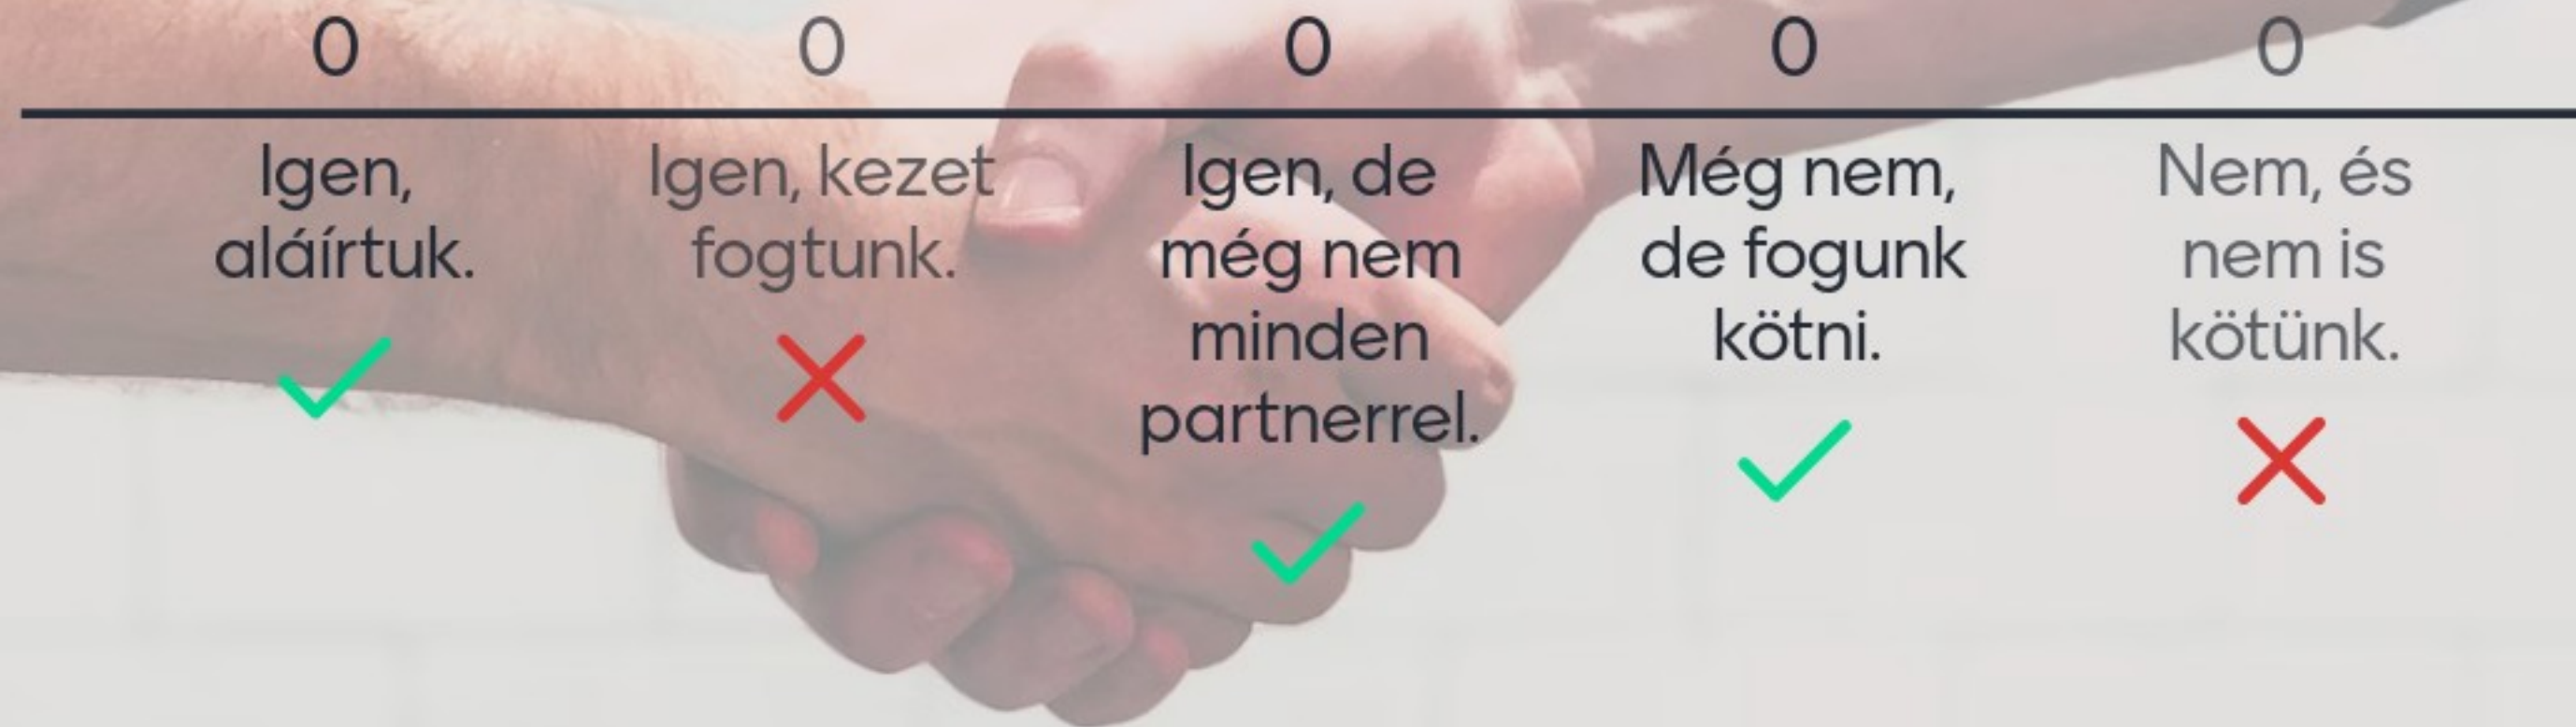 0 0 0 0 0
Igen,
aláírtuk.
Igen, kezet
fogtunk.
Igen, de
még nem
minden
partnerrel.
Még nem,
de fogunk
kötni.
Nem, és
nem is
kötünk.